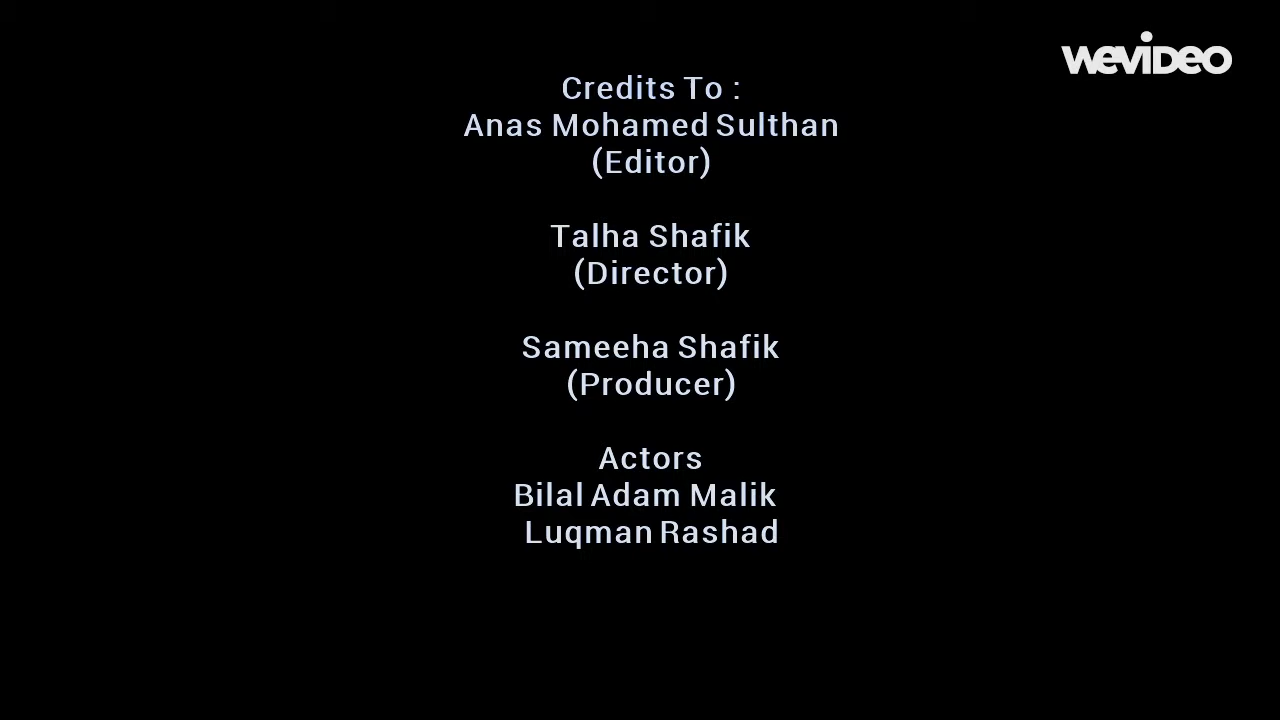 wevideo
Credits To :
Anas Mohamed Sulthan
(Editor)
Talha Shafik
(Director)
Sameeha Shafik
(Producer)
Actors
Bilal Adam Malik
Luqman Rashad